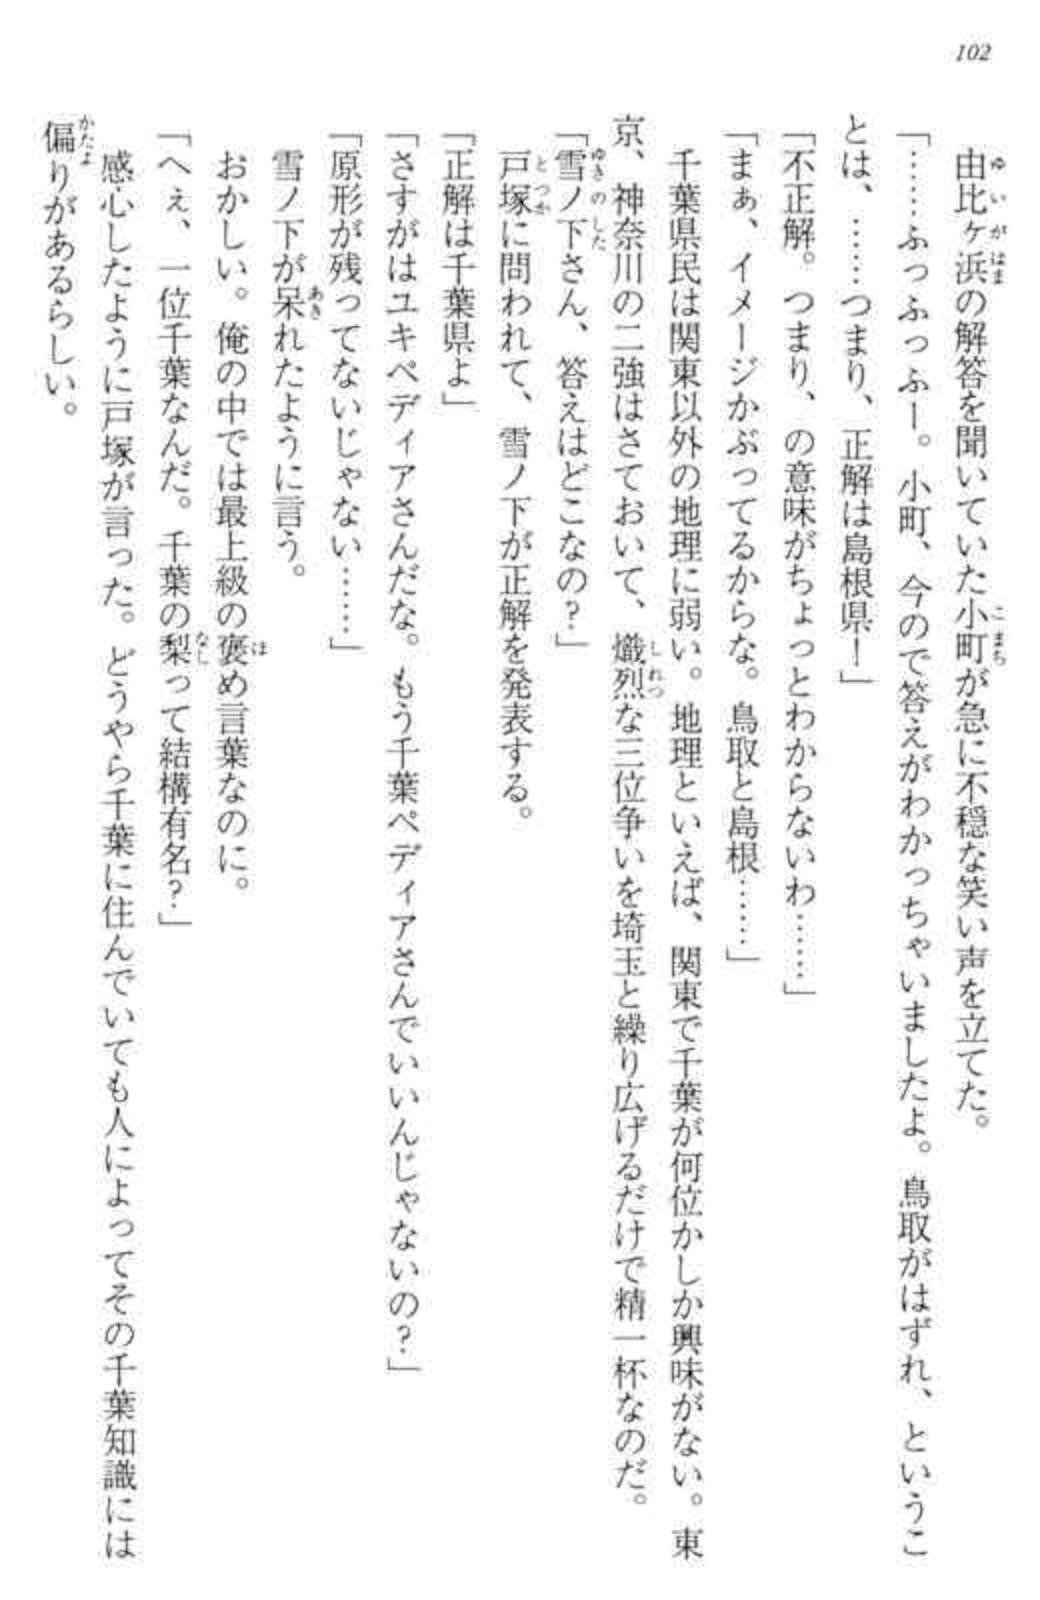 102
由比ヶ浜の解答を聞いていた小町が急に不穏な笑い声を立てた。
「……ふっふっふー。小町、今ので答えがわかっちゃいましたよ。鳥取がはずれ、というこ
とは、……つまり、正解は島根県！」
「不正解。つまり、の意味がちょっとわからないわ……」
「まぁ、イメージかぶってるからな。鳥取と島根……」
千葉県民は関東以外の地理に弱い。地理といえば、関東で千葉が何位かしか興味がない。東
京、神奈川の二強はさておいて、熾烈な三位争いを埼玉と繰り広げるだけで精一杯なのだ。
「雪ノ下さん、答えはどこなの？」
戸塚に問われて、雪ノ下が正解を発表する。
「正解は千葉県よ」
「さすがはユキペディアさんだな。もう千葉ペディアさんでいいんじゃないの？」
「原形が残ってないじゃない……」
雪ノ下が呆れたように言う。
おかしい。俺の中では最上級の褒め言葉なのに。
「へぇ、一位千葉なんだ。千葉の梨って結構有名？」
感心したように戸塚が言った。どうやら千葉に住んでいても人によってその千葉知識には
偏りがあるらしい。